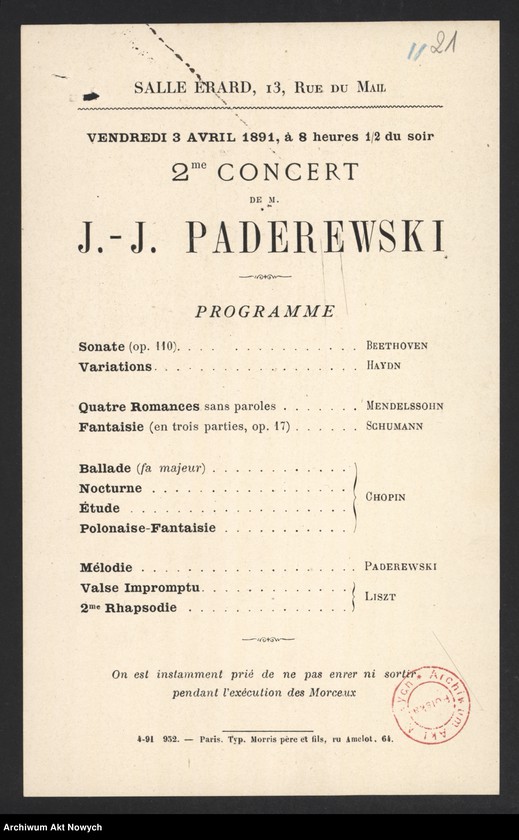 21
SALLE ÉRARD, 13, RUE DU MAIL
VENDREDI 3 AVRIL 1891, à 8 heures 1/2 du soir
2me CONCERT
DE M.
J.-J. PADEREWSKI
PROGRAMME
Sonate (op. 110). . . . . . . . . . . . . BEETHOVEN
Variations. . . . . . . . . . . . . . . . HAYDN
Quatre Romances sans paroles . . . . . . . MENDELSSOHN
Fantaisie (en trois parties, op. 17) . . . . . . SCHUMANN
Ballade (fa majeur) . . . . . . . . . . . .
Nocturne . . . . . . . . . . . . . . .
Étude . . . . . . . . . . . . . . . .
Polonaise-Fantaisie . . . . . . . . . . .
CHOPIN
Mélodie . . . . . . . . . . . . . . . . PADEREWSKI
Valse Impromptu. . . . . . . . . . . . .
2me Rhapsodie . . . . . . . . . . . . .
LISZT
On est instamment prié de ne pas enrer ni sortir
pendant l'exécution des Morceux
Archiwum Akt Nowych
4-91 952. — Paris. Typ. Morris père et fils, ru Amelot. 64.
Archiwum Akt Nowych